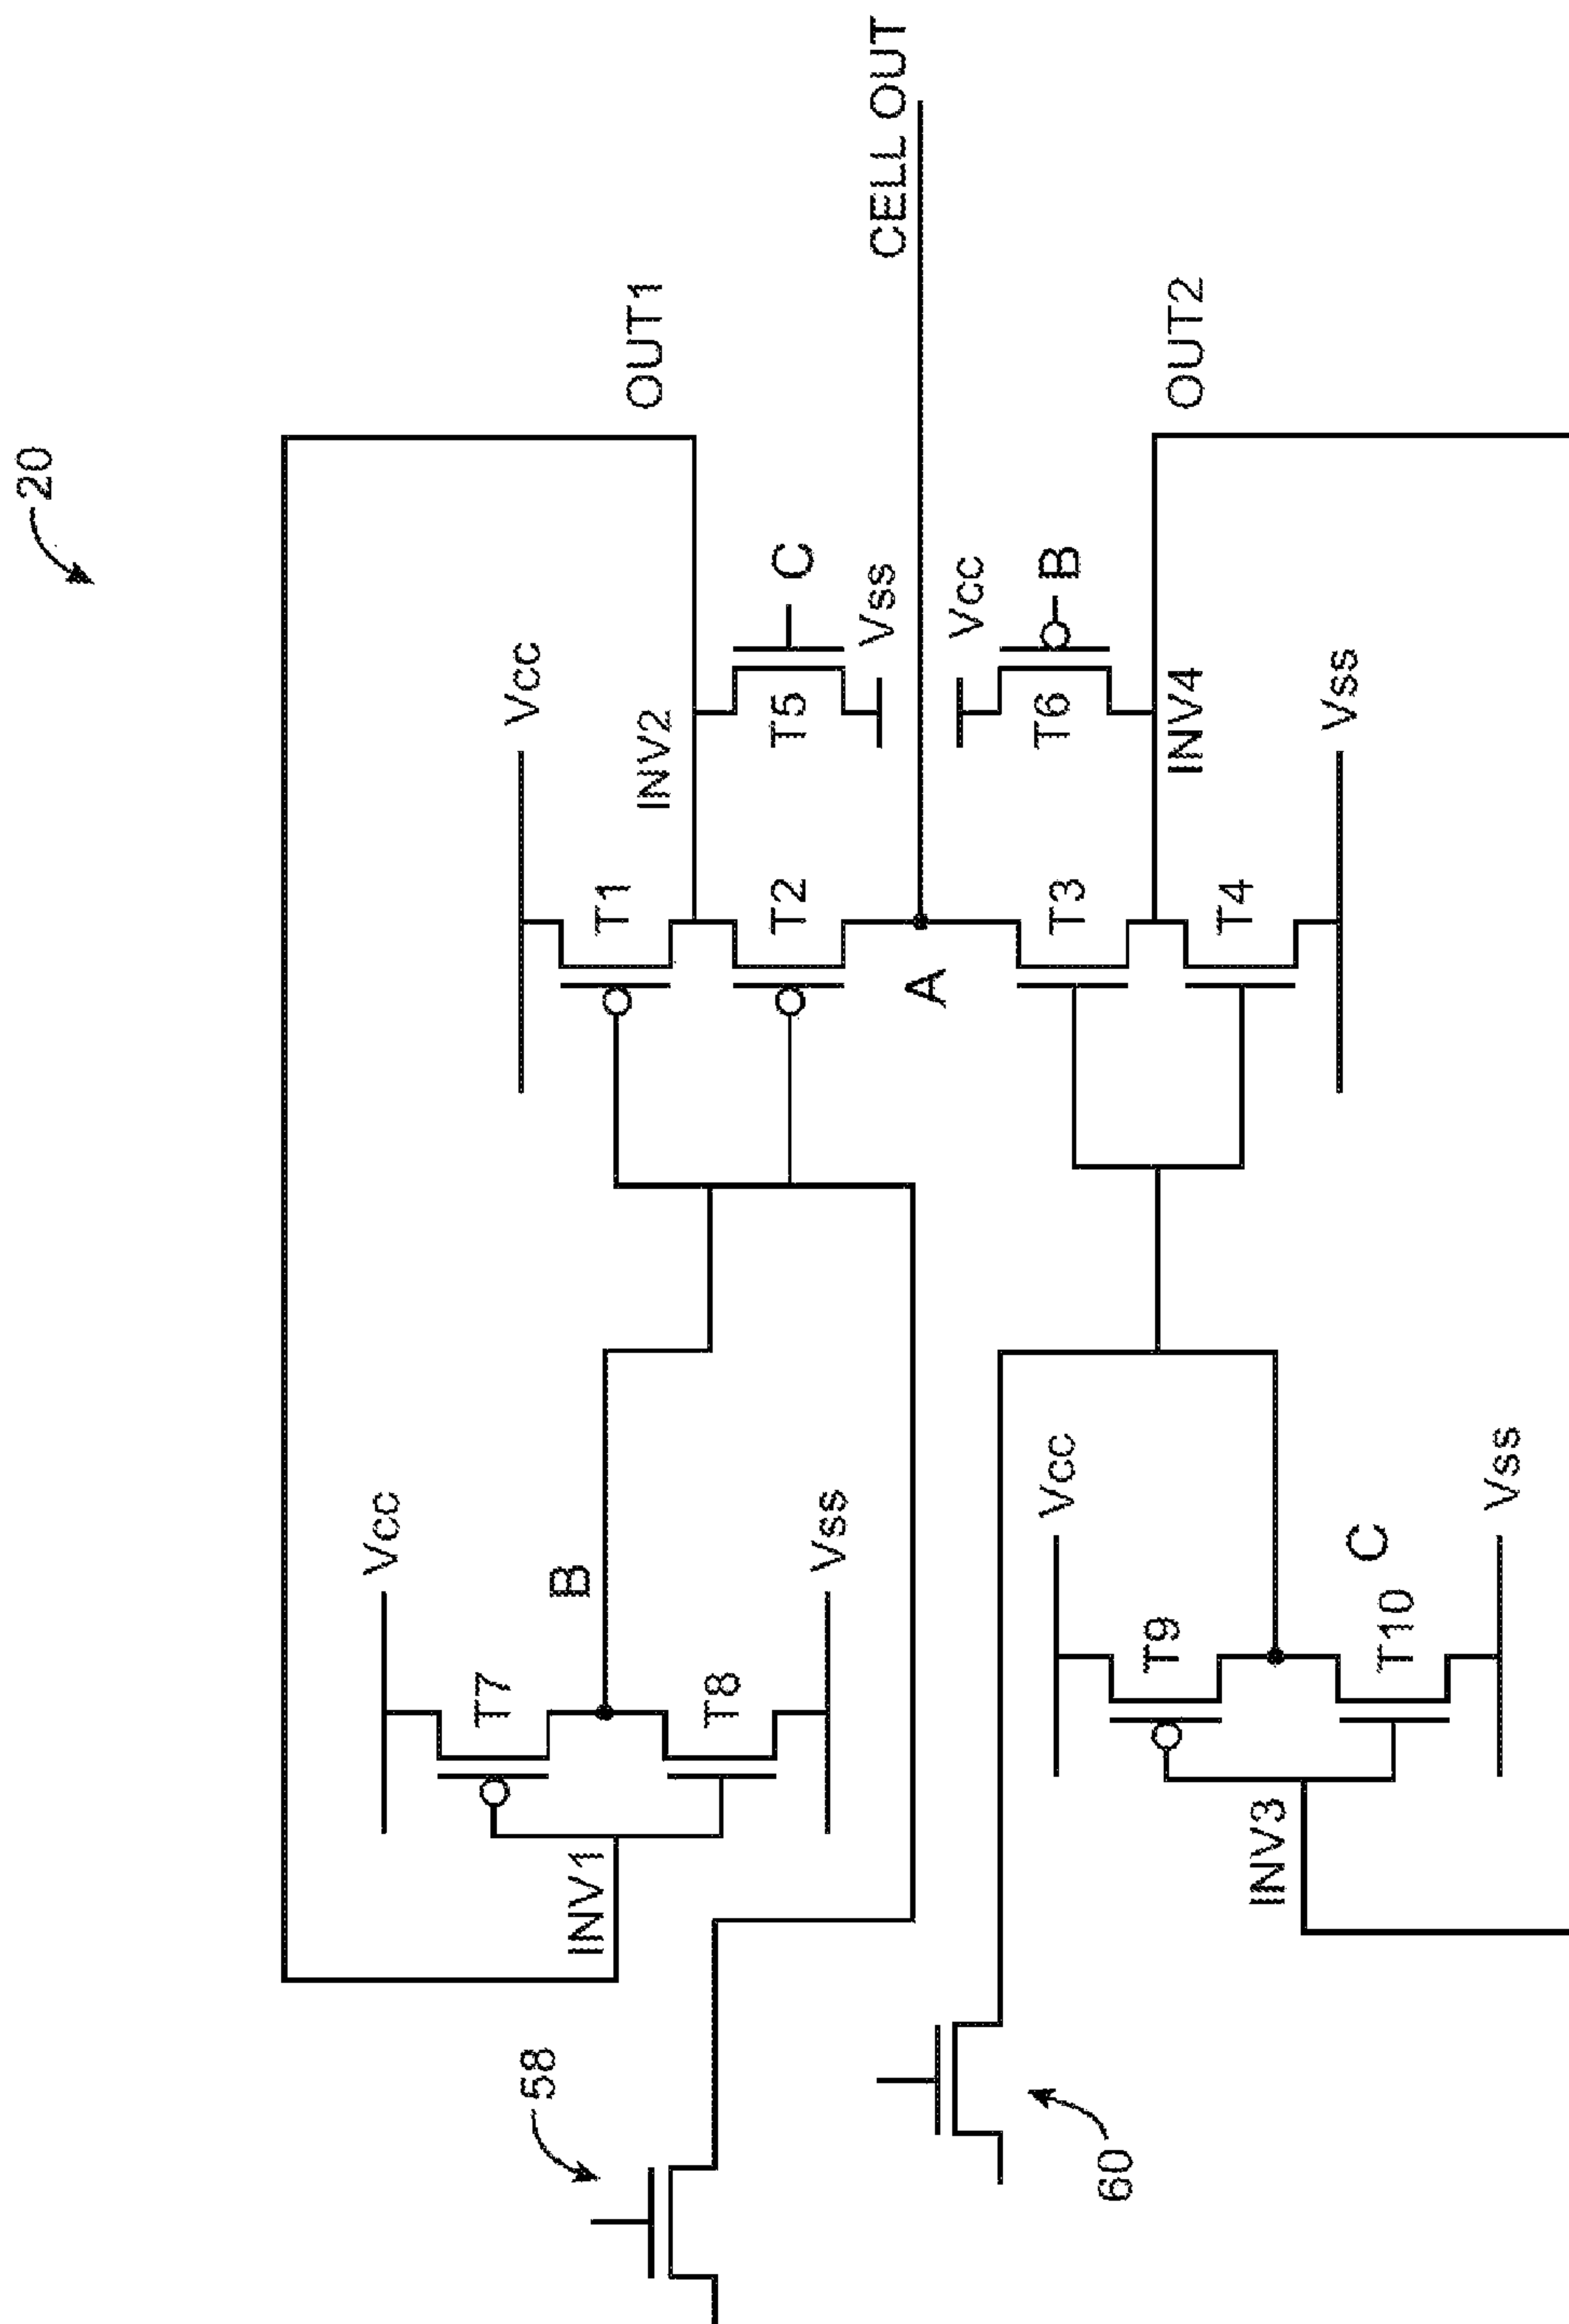 20
OUT1
CELL OUT
OUT2
Vcc
INV2
T1
T5
C
Vss
T2
A
Vcc
T6
B
T3
INV4
T4
Vss
Vcc
T7
B
T8
Vss
INV1
Vcc
T9
C
T10
Vss
INV3
58
60